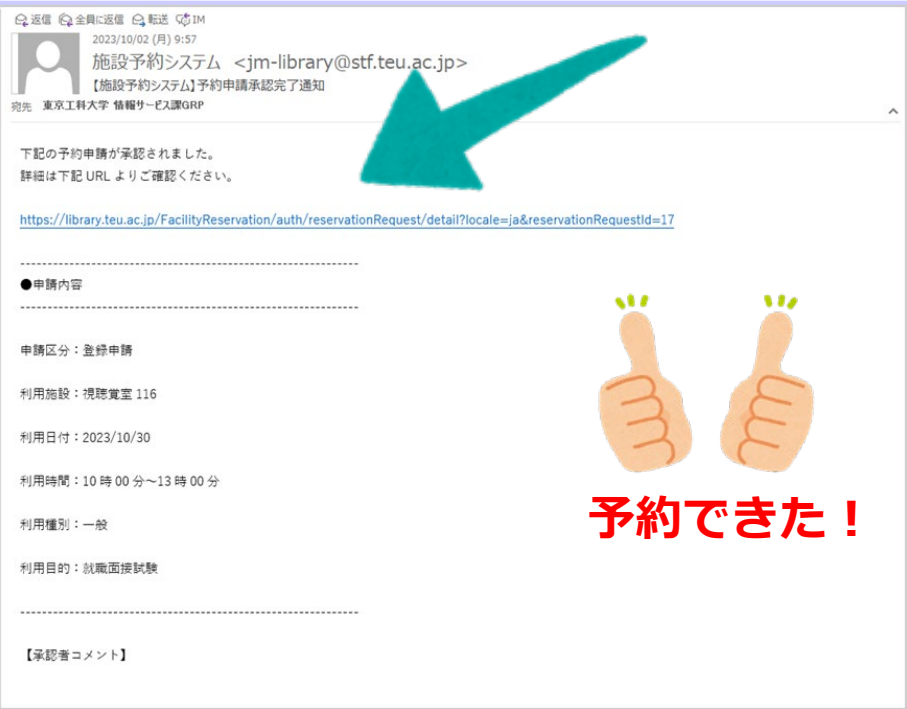 返信 全員に返信 転送 IM
2023/10/02 (月) 9:57
施設予約システム <jm-library@stf.teu.ac.jp>
【施設予約システム】予約申請承認完了通知
宛先 東京工科大学 情報サービス課GRP
下記の予約申請が承認されました。
詳細は下記 URL よりご確認ください。
https://library.teu.ac.jp/FacilityReservation/auth/reservationRequest/detail?locale=ja&reservationRequestId=17
------------------------------------------------------------
●申請内容
------------------------------------------------------------
申請区分：登録申請
利用施設：視聴覚室 116
利用日付：2023/10/30
利用時間：10 時 00 分～13 時 00 分
利用種別：一般
利用目的：就職面接試験
------------------------------------------------------------
【承認者コメント】
予約できた！